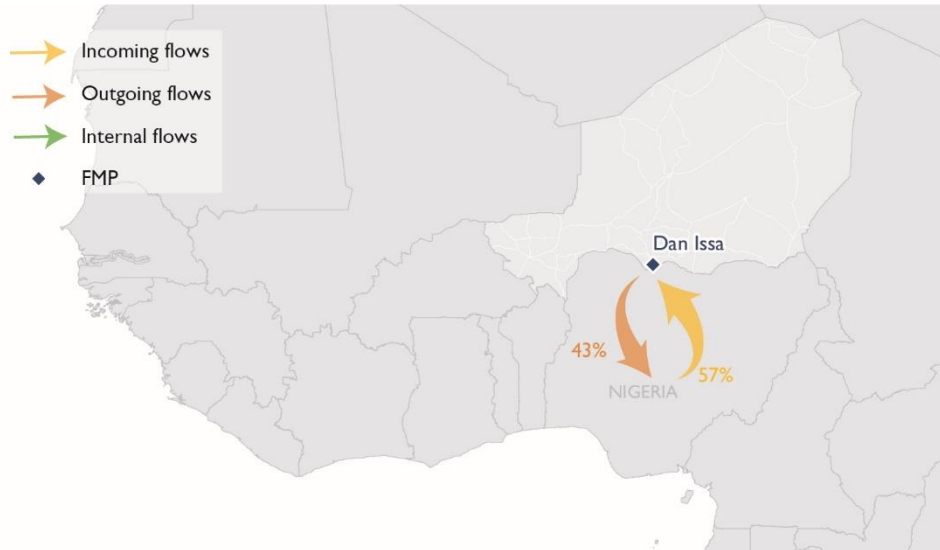 Incoming flows
Outgoing flows
Internal flows
FMP
Dan Issa
43%
57%
NIGERIA